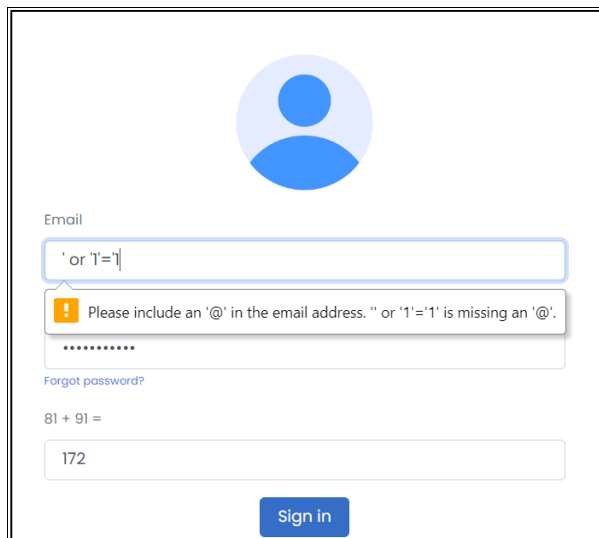 Email
' or '1'='1
Please include an '@' in the email address. '' or '1'='1' is missing an '@'.
•••••••••••
Forgot password?
81 + 91 =
172
Sign in